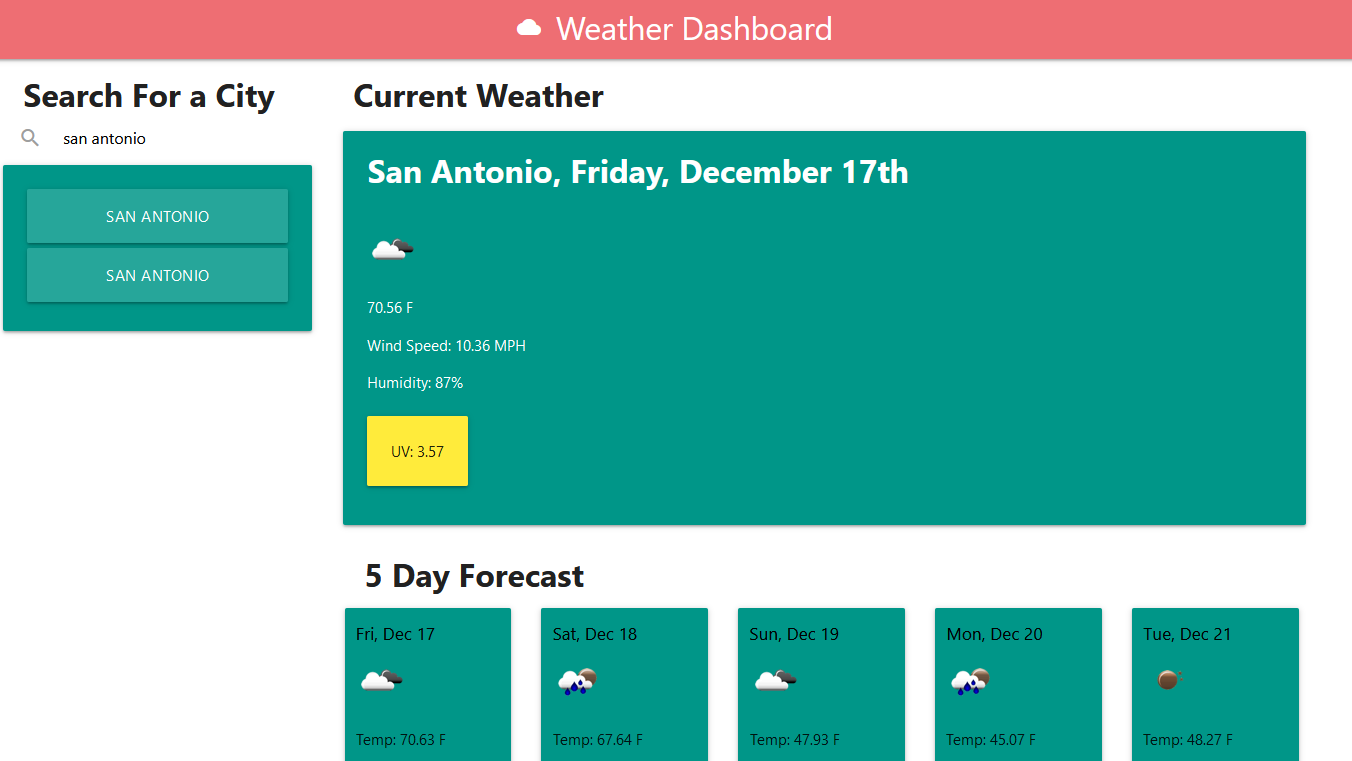 Weather Dashboard
Search For a City
san antonio
SAN ANTONIO
SAN ANTONIO
Current Weather
San Antonio, Friday, December 17th
70.56 F
Wind Speed: 10.36 MPH
Humidity: 87%
UV: 3.57
5 Day Forecast
Fri, Dec 17
Temp: 70.63 F
Sat, Dec 18
Temp: 67.64 F
Sun, Dec 19
Temp: 47.93 F
Mon, Dec 20
Temp: 45.07 F
Tue, Dec 21
Temp: 48.27 F